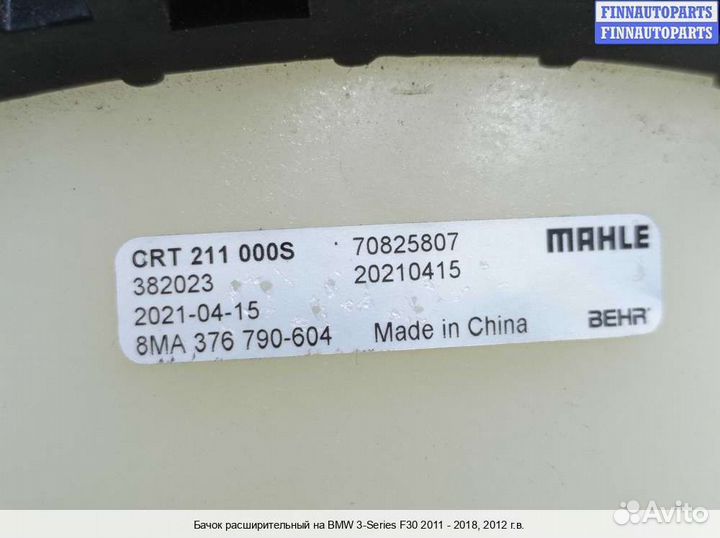 FINNAUTOPARTS
FINNAUTOPARTS
CRT 211 000S
70825807
MAHLE
382023
20210415
2021-04-15
8MA 376 790-604
Made in China
BEHR
Бачок расширительный на BMW 3-Series F30 2011 - 2018, 2012 г.в.
Avito